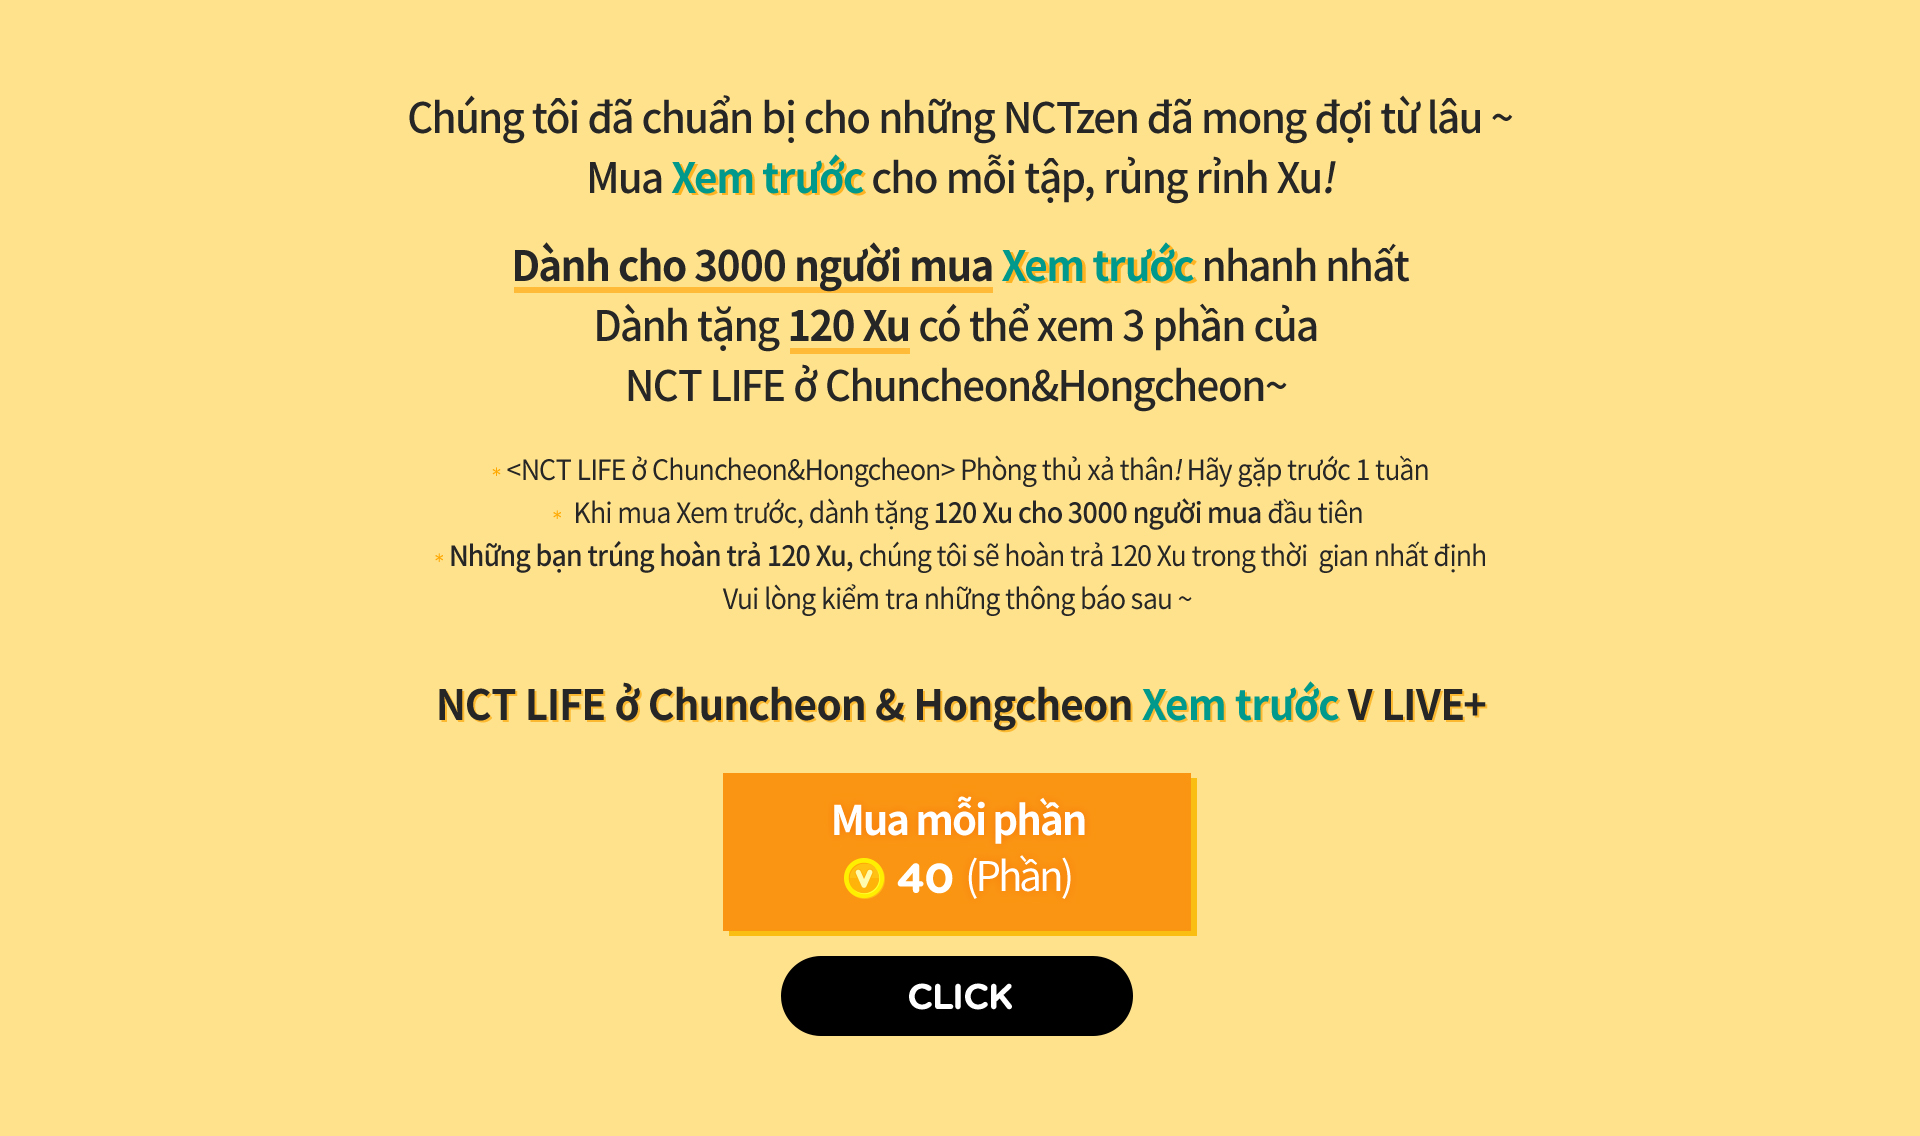 Chúng tôi đã chuẩn bị cho những NCTzen đã mong đợi từ lâu ~
Mua Xem trước cho mỗi tập, rủng rỉnh Xu!
Dành cho 3000 người mua Xem trước nhanh nhất
Dành tặng 120 Xu có thể xem 3 phần của
NCT LIFE ở Chuncheon&Hongcheon~
* <NCT LIFE ở Chuncheon&Hongcheon> Phòng thủ xả thân! Hãy gặp trước 1 tuần
* Khi mua Xem trước, dành tặng 120 Xu cho 3000 người mua đầu tiên
* Những bạn trúng hoàn trả 120 Xu, chúng tôi sẽ hoàn trả 120 Xu trong thời gian nhất định
Vui lòng kiểm tra những thông báo sau ~
NCT LIFE ở Chuncheon & Hongcheon Xem trước V LIVE+
Mua mỗi phần
V 40 (Phần)
CLICK